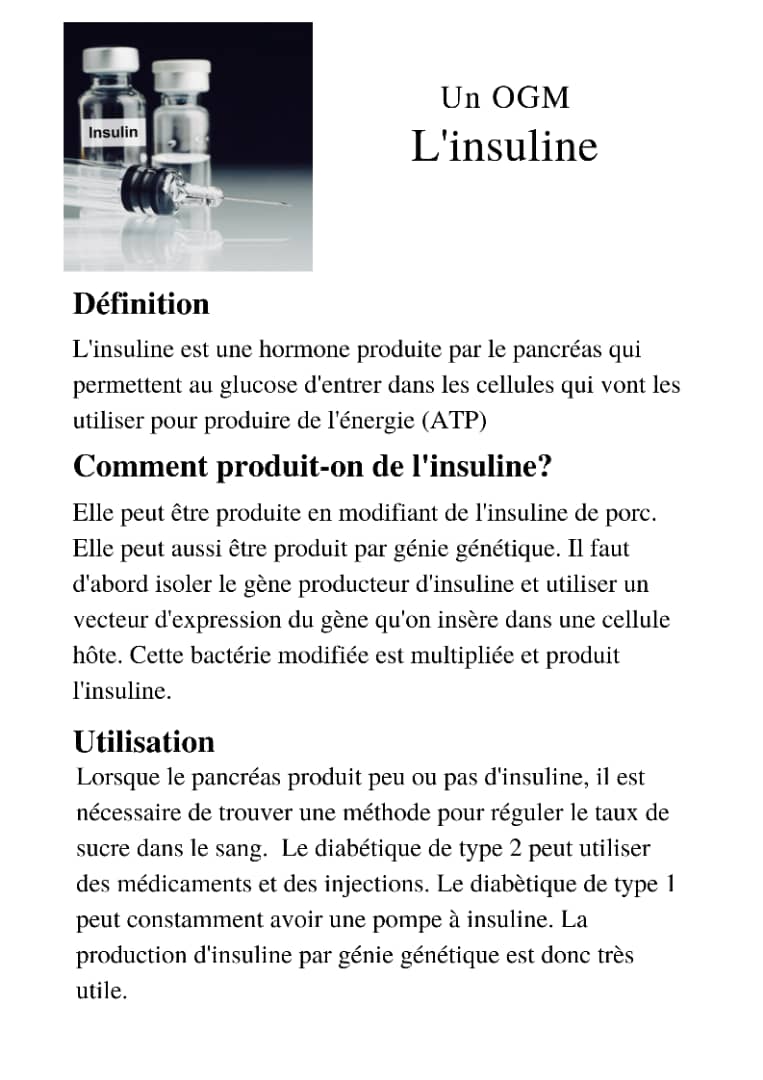 Insulin
Un OGM
L'insuline
Définition
L'insuline est une hormone produite par le pancréas qui
permettent au glucose d'entrer dans les cellules qui vont les
utiliser pour produire de l'énergie (ATP)
Comment produit-on de l'insuline?
Elle peut être produite en modifiant de l'insuline de porc.
Elle peut aussi être produit par génie génétique. Il faut
d'abord isoler le gène producteur d'insuline et utiliser un
vecteur d'expression du gène qu'on insère dans une cellule
hôte. Cette bactérie modifiée est multipliée et produit
l'insuline.
Utilisation
Lorsque le pancréas produit peu ou pas d'insuline, il est
nécessaire de trouver une méthode pour réguler le taux de
sucre dans le sang.  Le diabétique de type 2 peut utiliser
des médicaments et des injections. Le diabètique de type 1
peut constamment avoir une pompe à insuline. La
production d'insuline par génie génétique est donc très
utile.